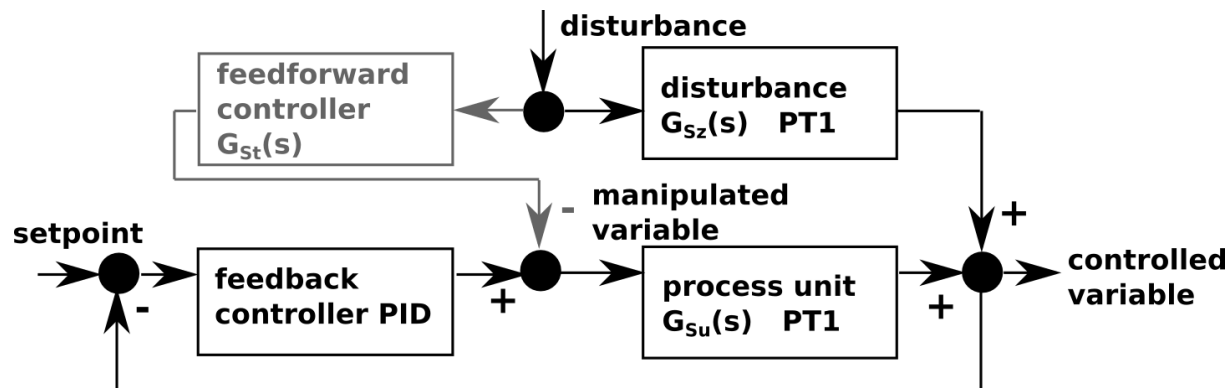 disturbance
feedforward
controller
G_St(s)
disturbance
G_Sz(s) PT1
-
manipulated
variable
+
setpoint
-
feedback
controller PID
+
process unit
G_Su(s) PT1
+
controlled
variable